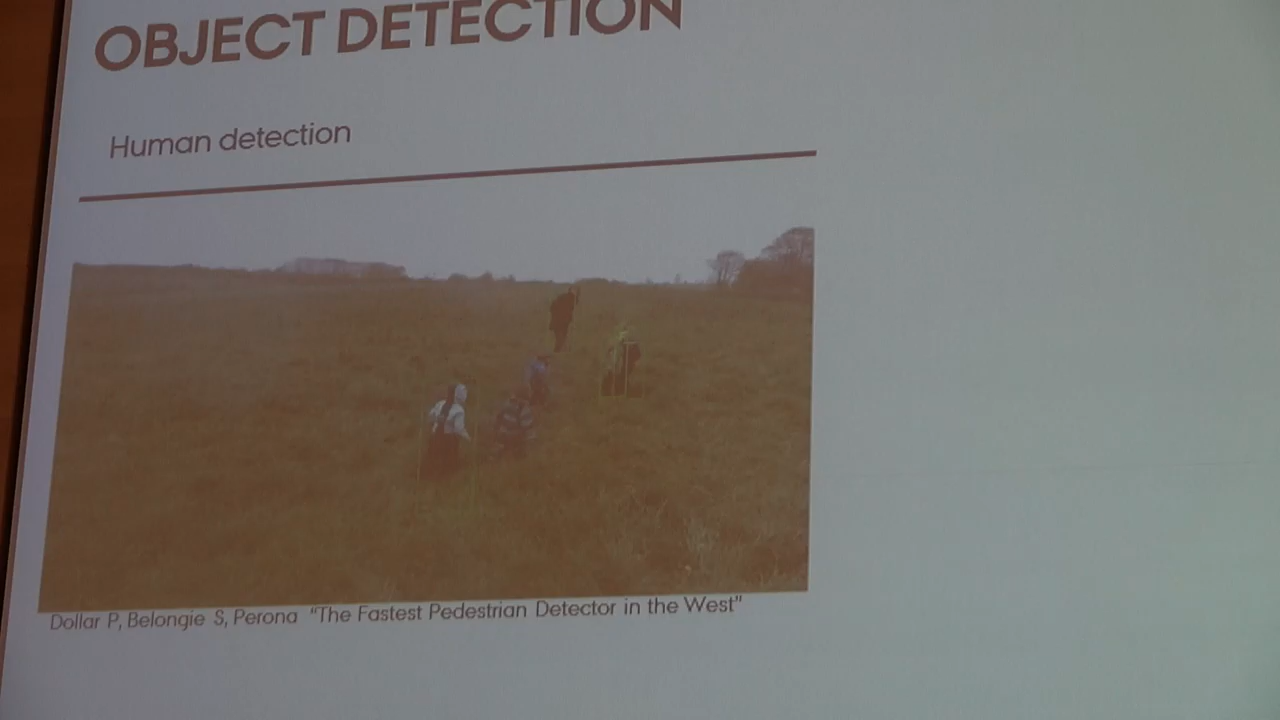 OBJECT DETECTION
Human detection
Dollar P, Belongie S, Perona "The Fastest Pedestrian Detector in the West"